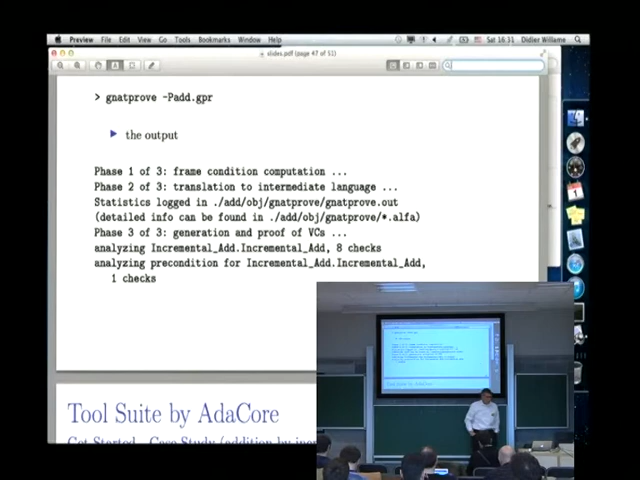 Preview File Edit View Go Tools Bookmarks Window Help
Sat 16:31 Didier Willame
slides.pdf (page 47 of 51)
> gnatprove -Padd.gpr
the output
Phase 1 of 3: frame condition computation ...
Phase 2 of 3: translation to intermediate language ...
Statistics logged in ./add/obj/gnatprove/gnatprove.out
(detailed info can be found in ./add/obj/gnatprove/*.alfa)
Phase 3 of 3: generation and proof of VCs ...
analyzing Incremental_Add.Incremental_Add, 8 checks
analyzing precondition for Incremental_Add.Incremental_Add,
1 checks
Tool Suite by AdaCore
Get Started - Case Study (addition by